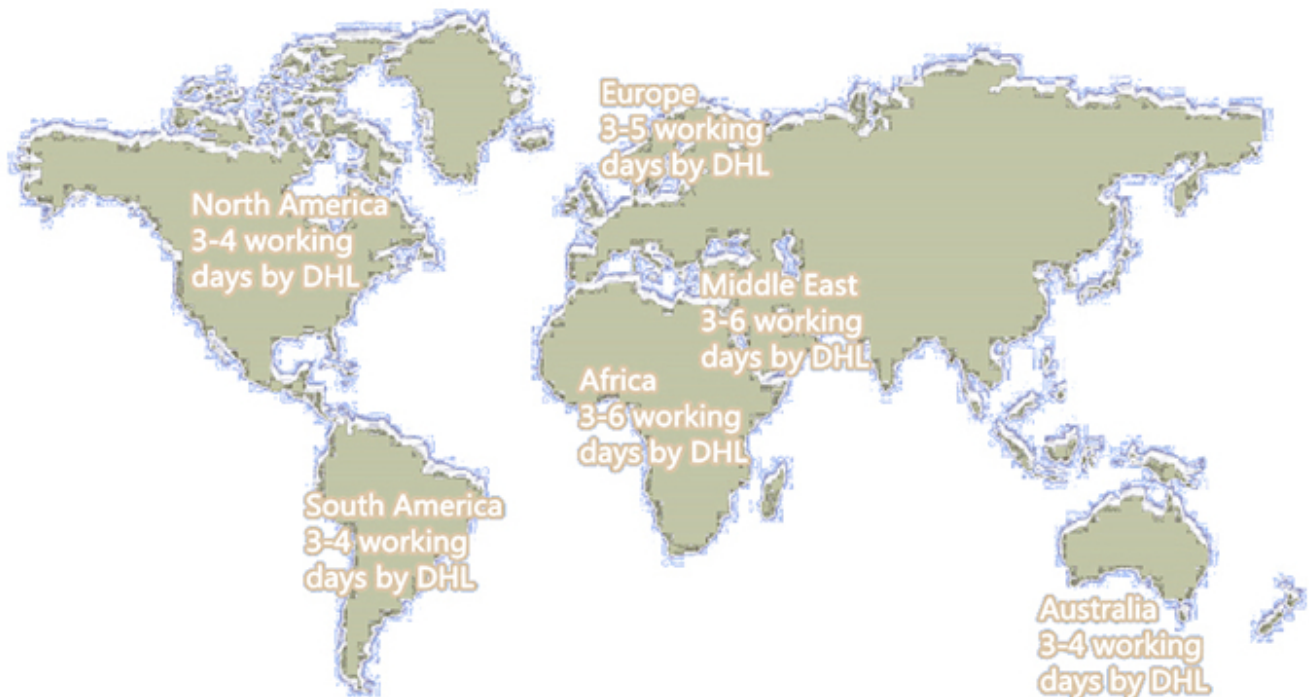 Europe
3-5 working
days by DHL
North America
3-4 working
days by DHL
Middle East
3-6 working
days by DHL
Africa
3-6 working
days by DHL
South America
3-4 working
days by DHL
Australia
3-4 working
days by DHL